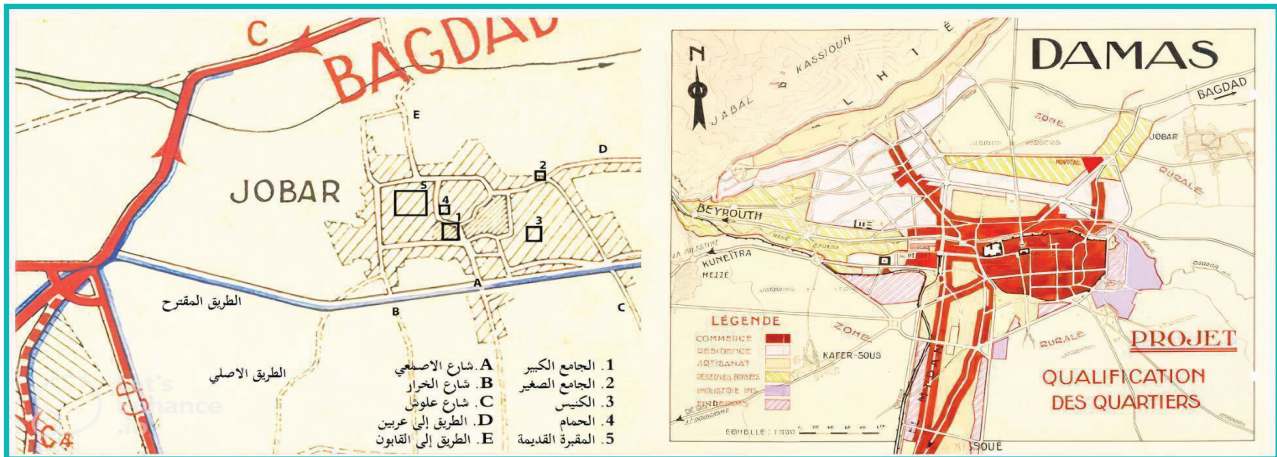 C
BAGDAD
E
D
2
JOBAR
5
4
1
3
A
B
C
الطريق المقترح
الطريق الاصلي
C4
1. الجامع الكبير
2. الجامع الصغير
3. الكنيس
4. الحمام
5. المقبرة القديمة
A. شارع الاصمعي
B. شارع الخرار
C. شارع علوش
D. الطريق إلى عربين
E. الطريق إلى القابون
DAMAS
N
JABAL KASSIOUN
BAGDAD
ZONE
JOBAR
RURALE
BEYROUTH
KUNEITRA
MEZZÉ
LÉGENDE
COMMERCE
RESIDENCE
ARTISANAT
ZONE
KAFER-SOUS
RURALE
PROJET
QUALIFICATION
DES QUARTIERS